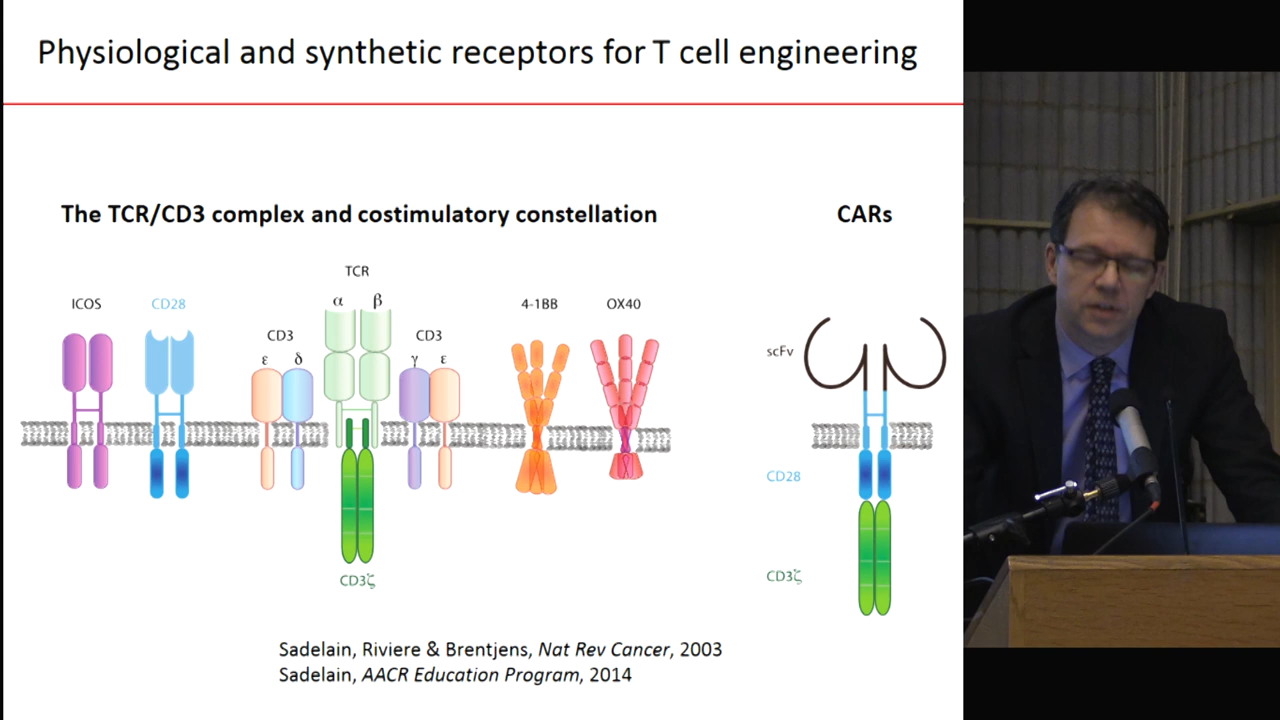 Physiological and synthetic receptors for T cell engineering
The TCR/CD3 complex and costimulatory constellation
CARs
TCR
ICOS
CD28
α
β
4-1BB
OX40
CD3
ε
δ
CD3
γ
ε
scFv
CD28
CD3ζ
CD3ζ
Sadelain, Riviere & Brentjens, Nat Rev Cancer, 2003
Sadelain, AACR Education Program, 2014